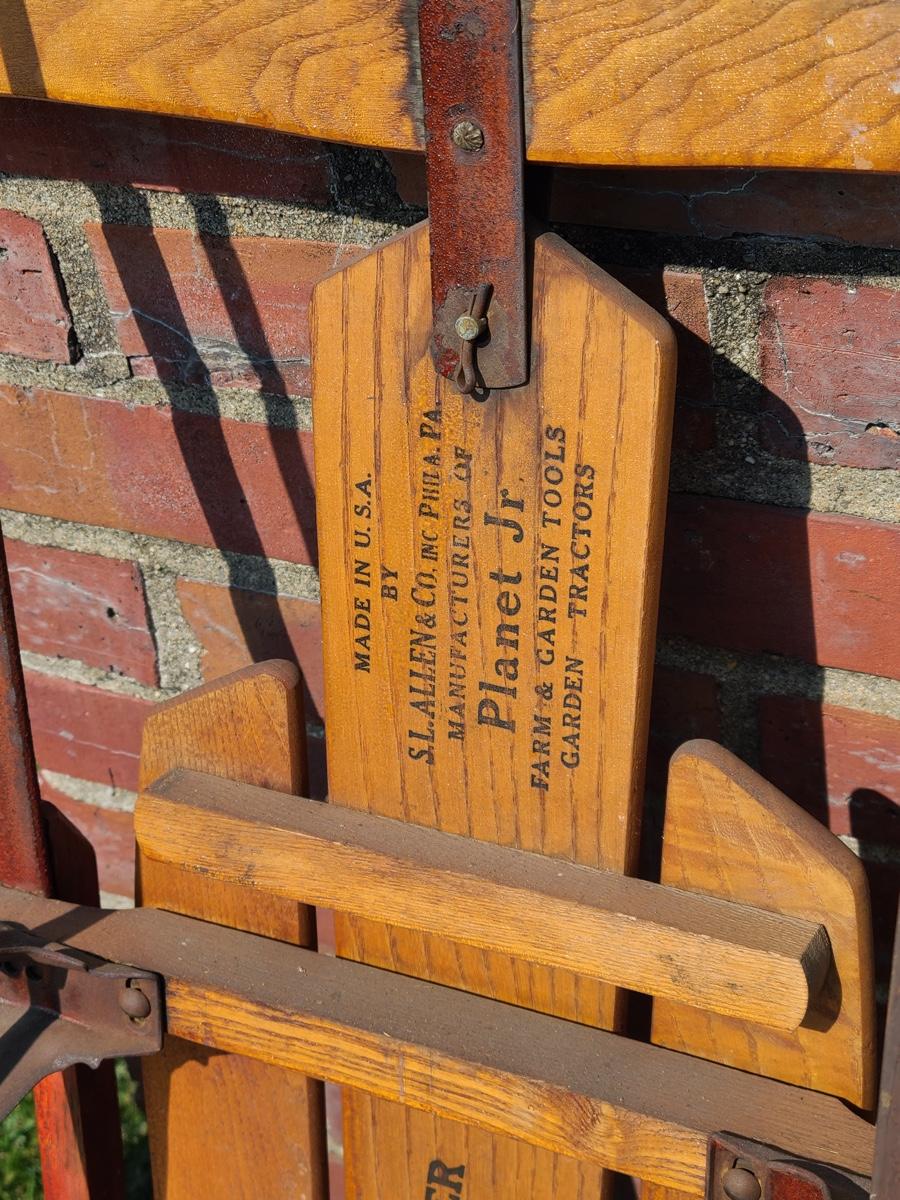 MADE IN U.S.A.
BY
S.L.ALLEN & CO. INC PHILA. PA.
MANUFACTURERS OF
Planet Jr.
FARM & GARDEN TOOLS
GARDEN TRACTORS